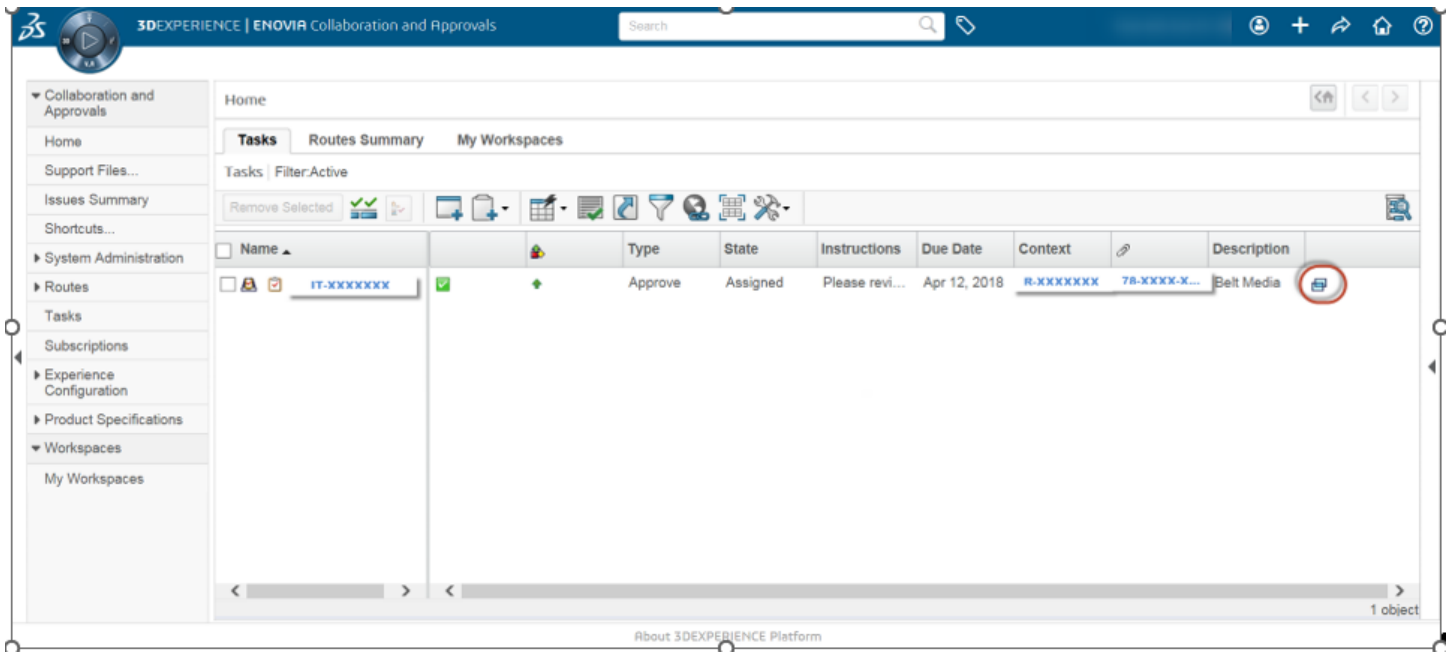 3DEXPERIENCE | ENOVIA Collaboration and Approvals
Search
Collaboration and
Approvals
Home
Support Files...
Issues Summary
Shortcuts...
System Administration
Routes
Tasks
Subscriptions
Experience
Configuration
Product Specifications
Workspaces
My Workspaces
Home
Tasks Routes Summary My Workspaces
Tasks | Filter:Active
Remove Selected
Name Type State Instructions Due Date Context Description
IT-XXXXXXX Approve Assigned Please revi... Apr 12, 2018 R-XXXXXXX 78-XXXX-X... Belt Media
1 object
About 3DEXPERIENCE Platform